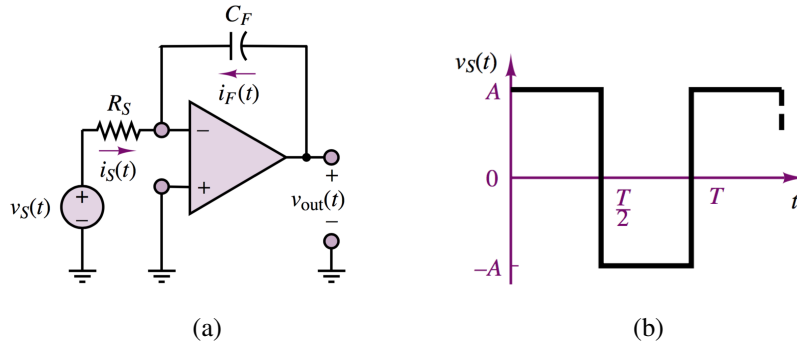 C_F
i_F(t)
R_S
−
i_S(t)
+
+
v_S(t)
−
+
v_out(t)
−
(a)
v_S(t)
A
0
T/2
T
t
−A
(b)